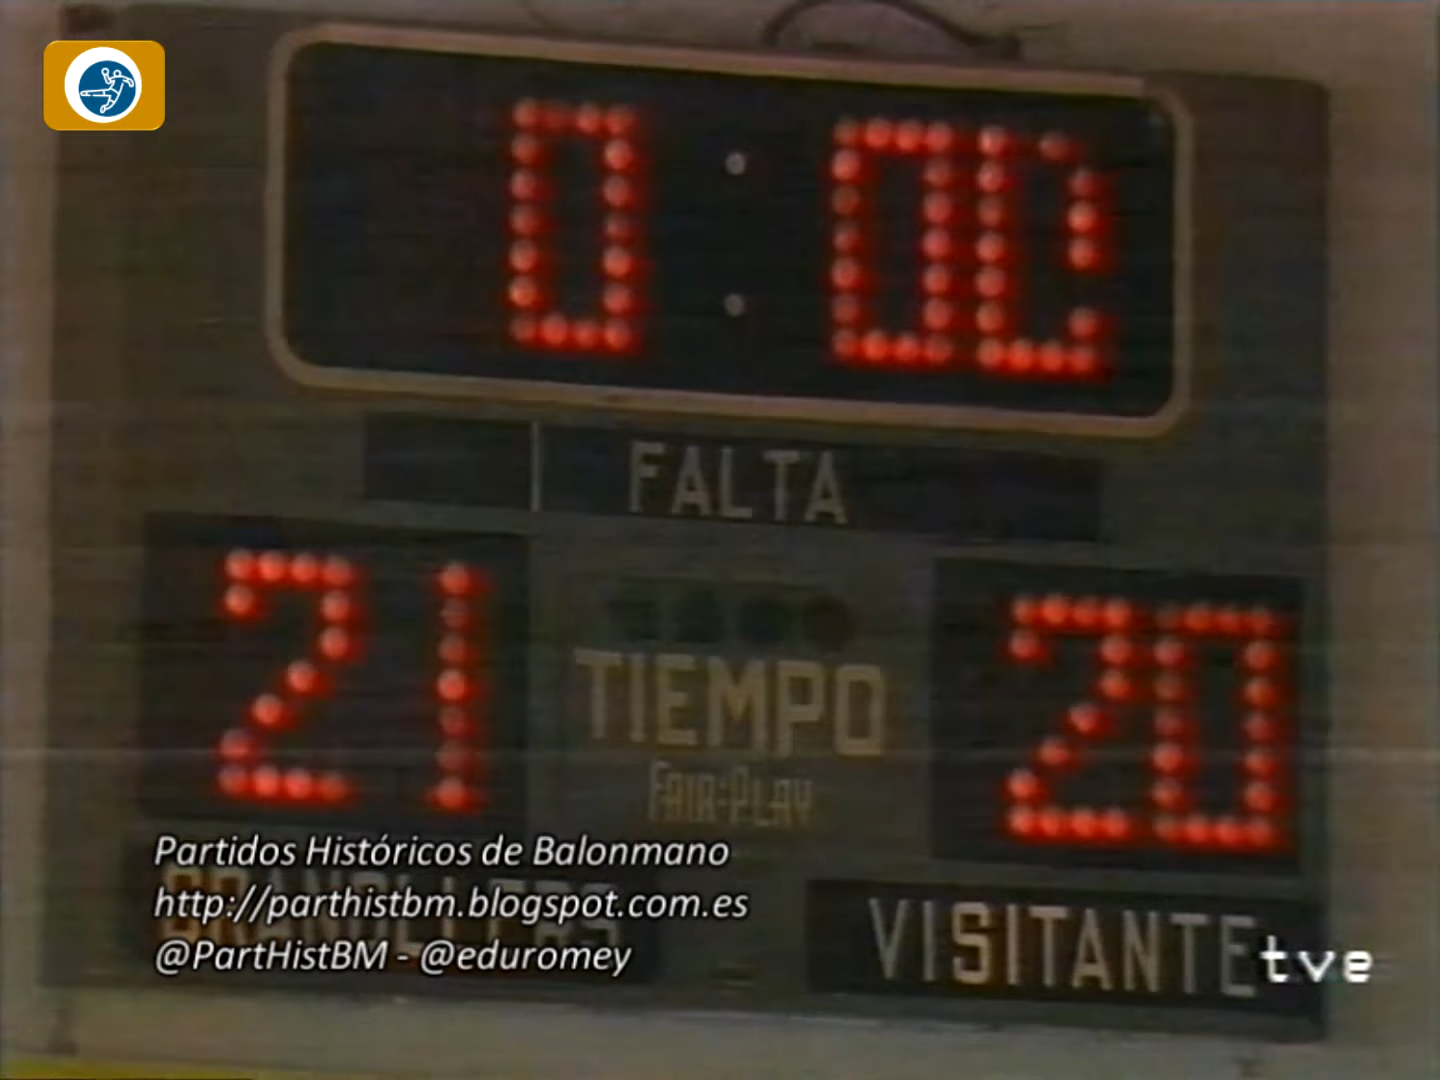 0:00
FALTA
21
20
TIEMPO
FAIR-PLAY
Partidos Históricos de Balonmano
GRANOLLERS
http://parthistbm.blogspot.com.es
@PartHistBM - @eduromey
VISITANTE
tve